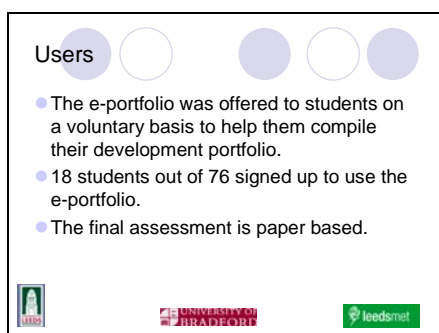 Users
The e-portfolio was offered to students on
a voluntary basis to help them compile
their development portfolio.
18 students out of 76 signed up to use the
e-portfolio.
The final assessment is paper based.
LEEDS
UNIVERSITY OF
BRADFORD
leedsmet